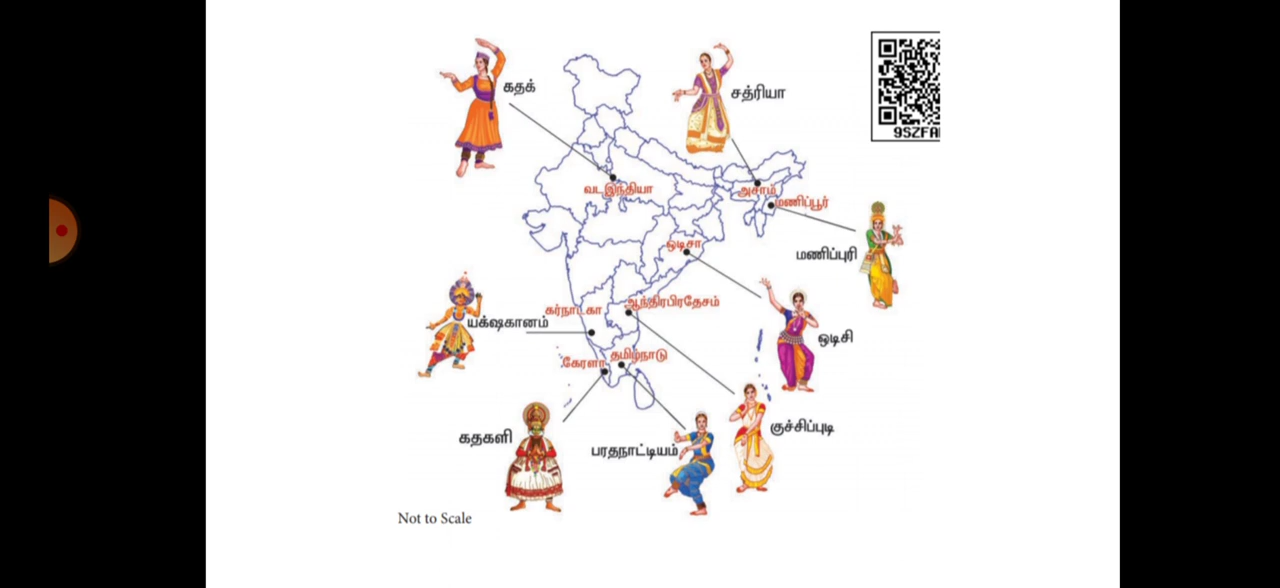 கதக்
சத்ரியா
9SZFA
வட இந்தியா
அசாம்
மணிப்பூர்
ஒடிசா
மணிப்புரி
கர்நாடகா
ஆந்திரபிரதேசம்
யக்‌ஷகானம்
ஒடிசி
கேரளா
தமிழ்நாடு
கதகளி
பரதநாட்டியம்
குச்சிப்புடி
Not to Scale